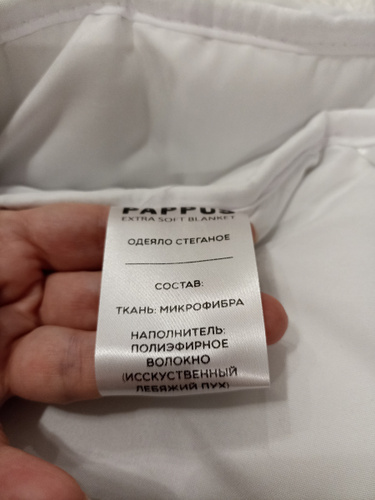 PAPPUS
EXTRA SOFT BLANKET
ОДЕЯЛО СТЕГАНОЕ
СОСТАВ:
ТКАНЬ: МИКРОФИБРА
НАПОЛНИТЕЛЬ:
ПОЛИЭФИРНОЕ
ВОЛОКНО
(ИССКУСТВЕННЫЙ
ЛЕБЯЖИЙ ПУХ)